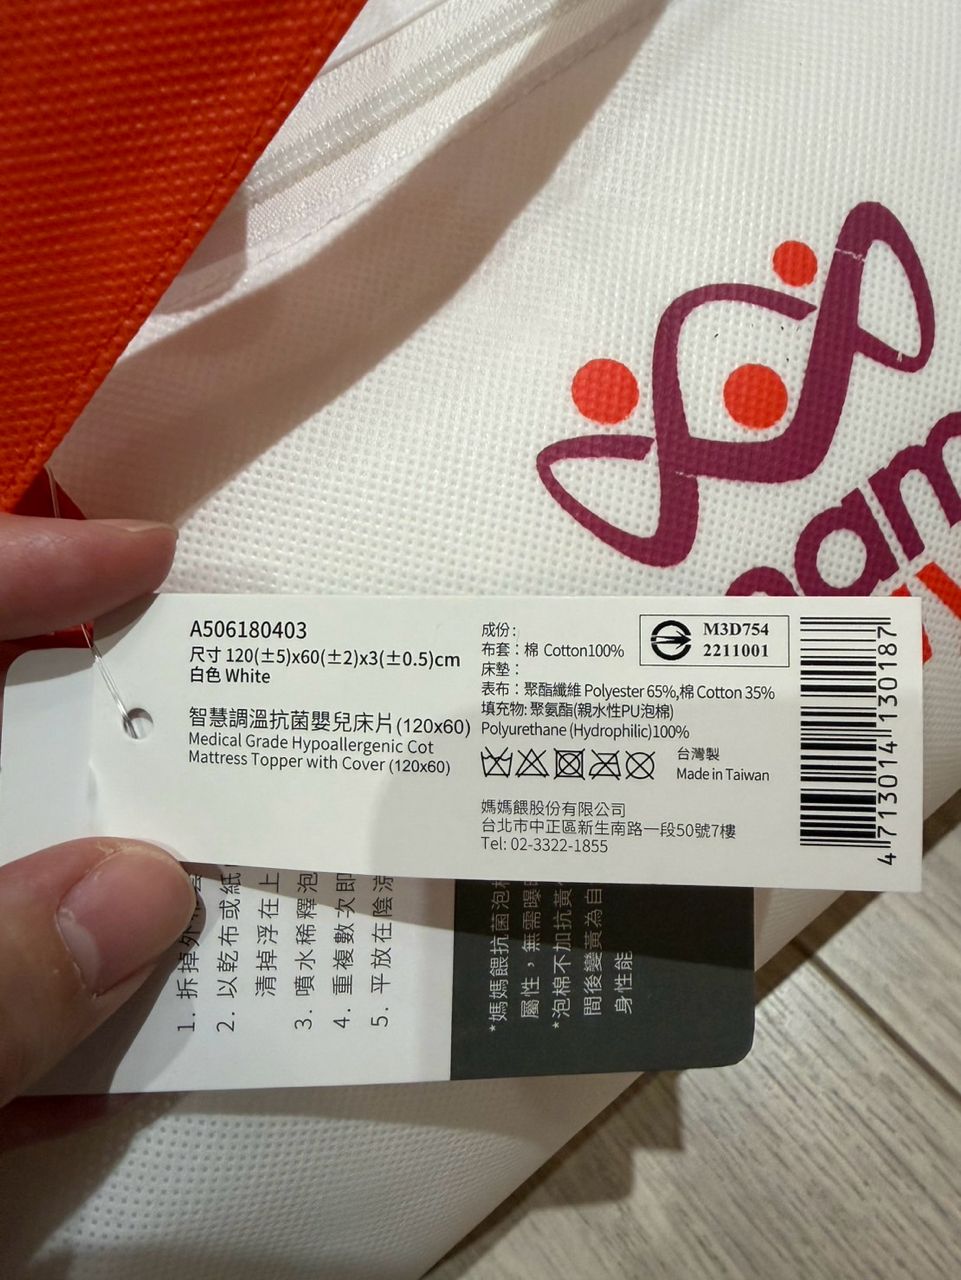 A506180403
尺寸 120(±5)x60(±2)x3(±0.5)cm
白色 White
智慧調溫抗菌嬰兒床片(120x60)
Medical Grade Hypoallergenic Cot
Mattress Topper with Cover (120x60)
成份:
布套:棉 Cotton100%
床墊:
表布:聚酯纖維 Polyester 65%,棉 Cotton 35%
填充物: 聚氨酯(親水性PU泡棉)
Polyurethane (Hydrophilic)100%
台灣製
Made in Taiwan
媽媽餵股份有限公司
台北市中正區新生南路一段50號7樓
Tel: 02-3322-1855
M3D754
2211001
4713014130187
1. 拆掉外
2. 以乾布或紙
清掉浮在上
3. 噴水稀釋泡
4. 重複數次即
5. 平放在陰涼
*媽媽餵抗菌泡棉
屬性,無需曝
*泡棉不加抗黃
間後變黃為自
身性能
am